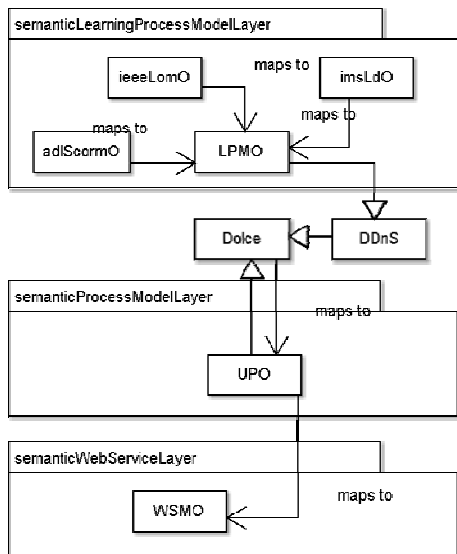 semanticLearningProcessModelLayer
ieeeLomO
maps to
imsLdO
maps to
maps to
adlScormO
LPMO
Dolce
DDnS
semanticProcessModelLayer
maps to
UPO
semanticWebServiceLayer
WSMO
maps to